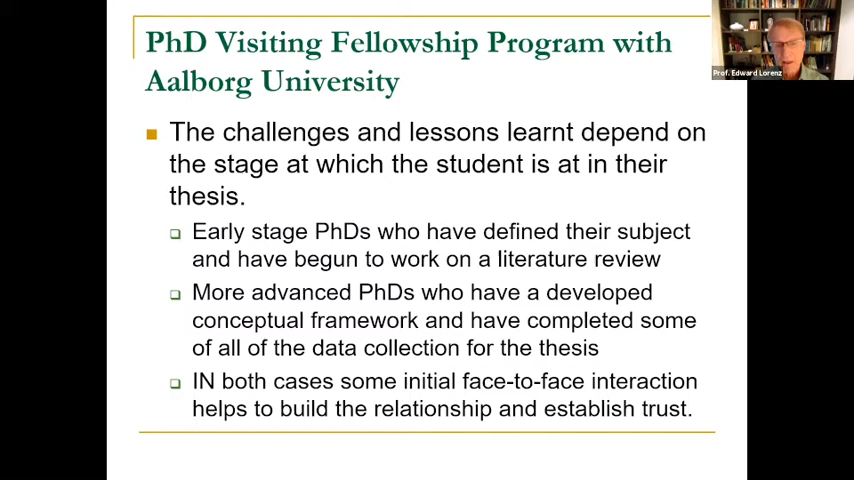 PhD Visiting Fellowship Program with
Aalborg University
Prof. Edward Lorenz
The challenges and lessons learnt depend on
the stage at which the student is at in their
thesis.
Early stage PhDs who have defined their subject
and have begun to work on a literature review
More advanced PhDs who have a developed
conceptual framework and have completed some
of all of the data collection for the thesis
IN both cases some initial face-to-face interaction
helps to build the relationship and establish trust.